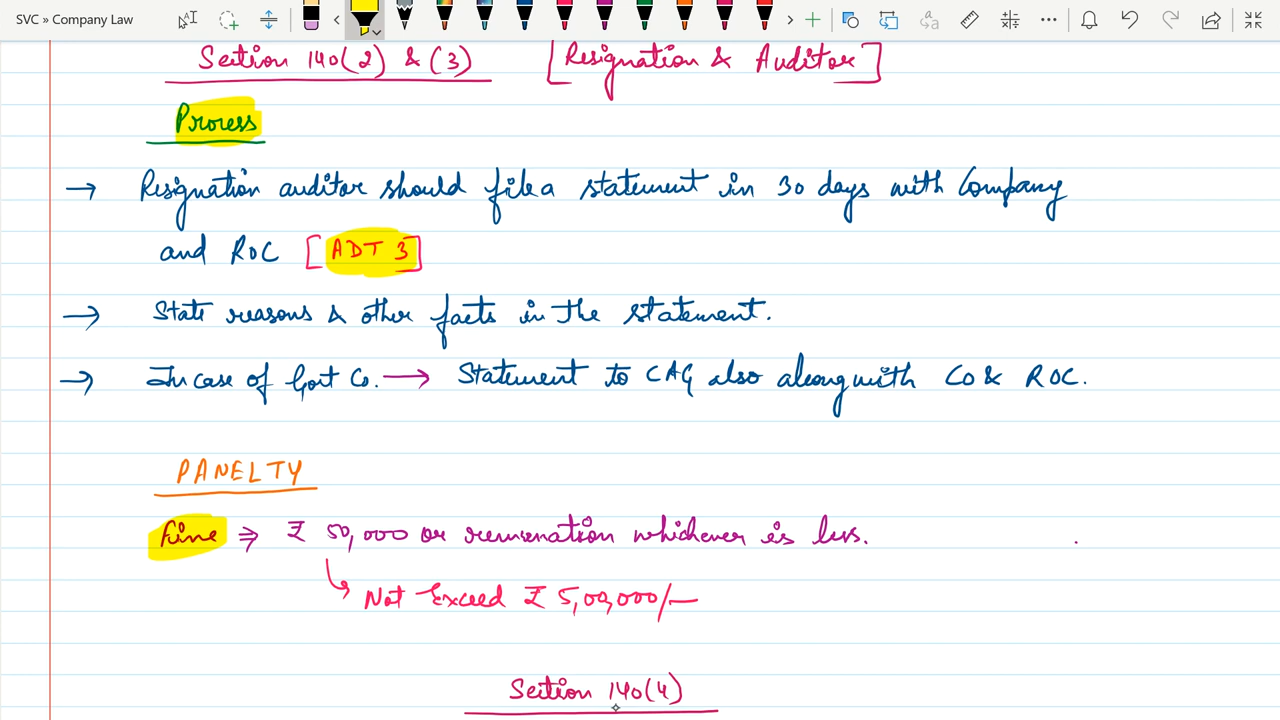 SVC » Company Law
Section 140(2) & (3) [Resignation & Auditor]
Process
→ Resignation auditor should file a statement in 30 days with Company
and ROC [ADT 3]
→ State reasons & other facts in the statement.
→ In case of Govt Co. → Statement to CAG also alongwith Co & ROC.
PANELTY
Fine ⇒ ₹ 50,000 or remuneration whichever is less.
↳ Not Exceed ₹ 5,00,000/-
Section 140(4)